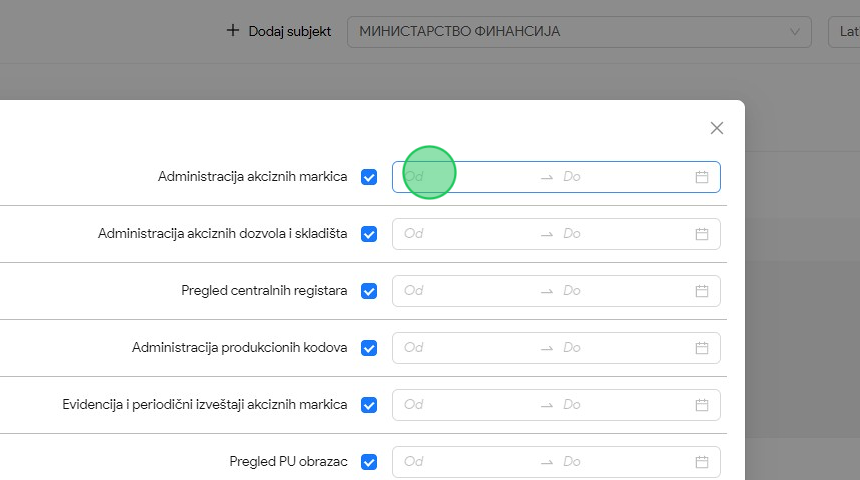 Dodaj subjekt
МИНИСТАРСТВО ФИНАНСИЈА
Lat
Administracija akciznih markica
Od
Do
Administracija akciznih dozvola i skladišta
Od
Do
Pregled centralnih registara
Od
Do
Administracija produkcionih kodova
Od
Do
Evidencija i periodični izveštaji akciznih markica
Od
Do
Pregled PU obrazac
Od
Do